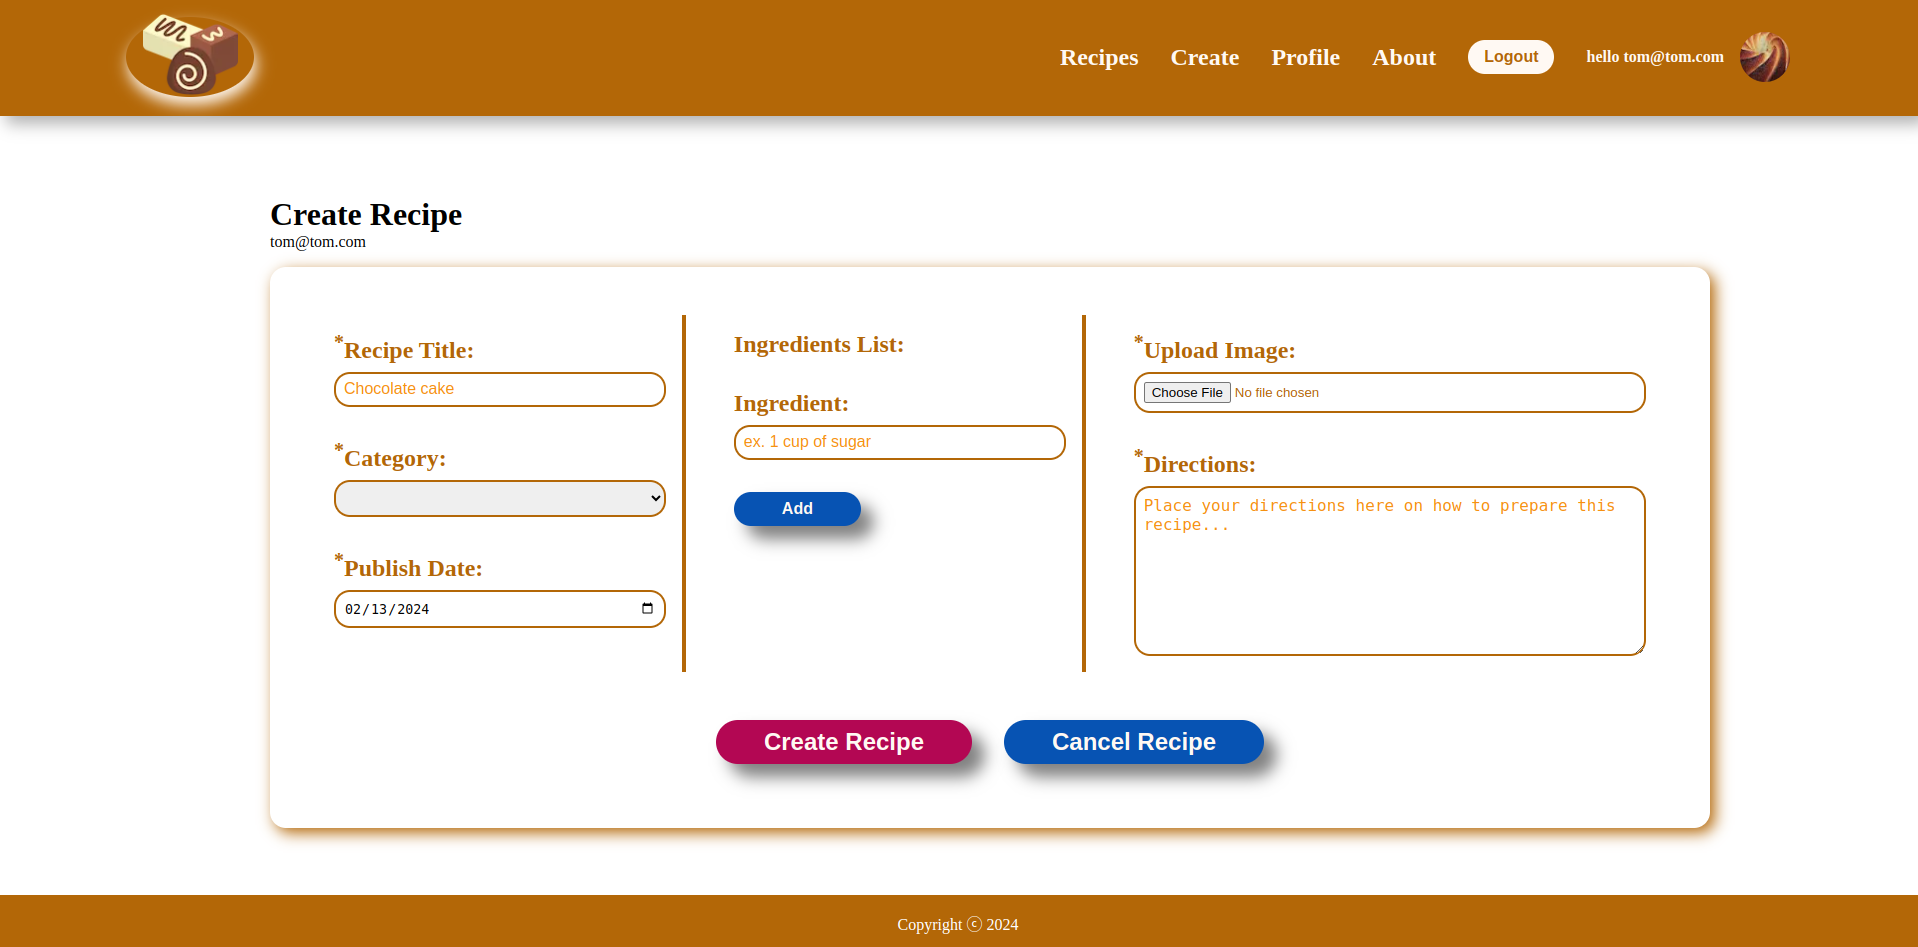 Recipes Create Profile About Logout hello tom@tom.com
Create Recipe
tom@tom.com
*Recipe Title:
Chocolate cake
*Category:
*Publish Date:
02/13/2024
Ingredients List:
Ingredient:
ex. 1 cup of sugar
Add
*Upload Image:
Choose File No file chosen
*Directions:
Place your directions here on how to prepare this
recipe...
Create Recipe Cancel Recipe
Copyright ⓒ 2024